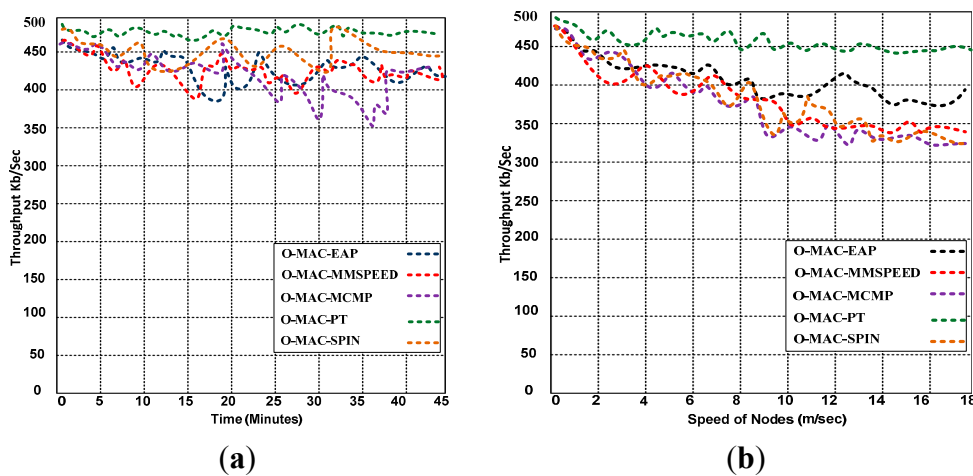 500
450
400
350
300
250
200
150
100
50
0
Throughput Kb/Sec
0 5 10 15 20 25 30 35 40 45
Time (Minutes)
O-MAC-EAP
O-MAC-MMSPEED
O-MAC-MCMP
O-MAC-PT
O-MAC-SPIN
(a)
500
450
400
350
300
250
200
150
100
50
0
Throughput Kb/Sec
0 2 4 6 8 10 12 14 16 18
Speed of Nodes (m/sec)
O-MAC-EAP
O-MAC-MMSPEED
O-MAC-MCMP
O-MAC-PT
O-MAC-SPIN
(b)